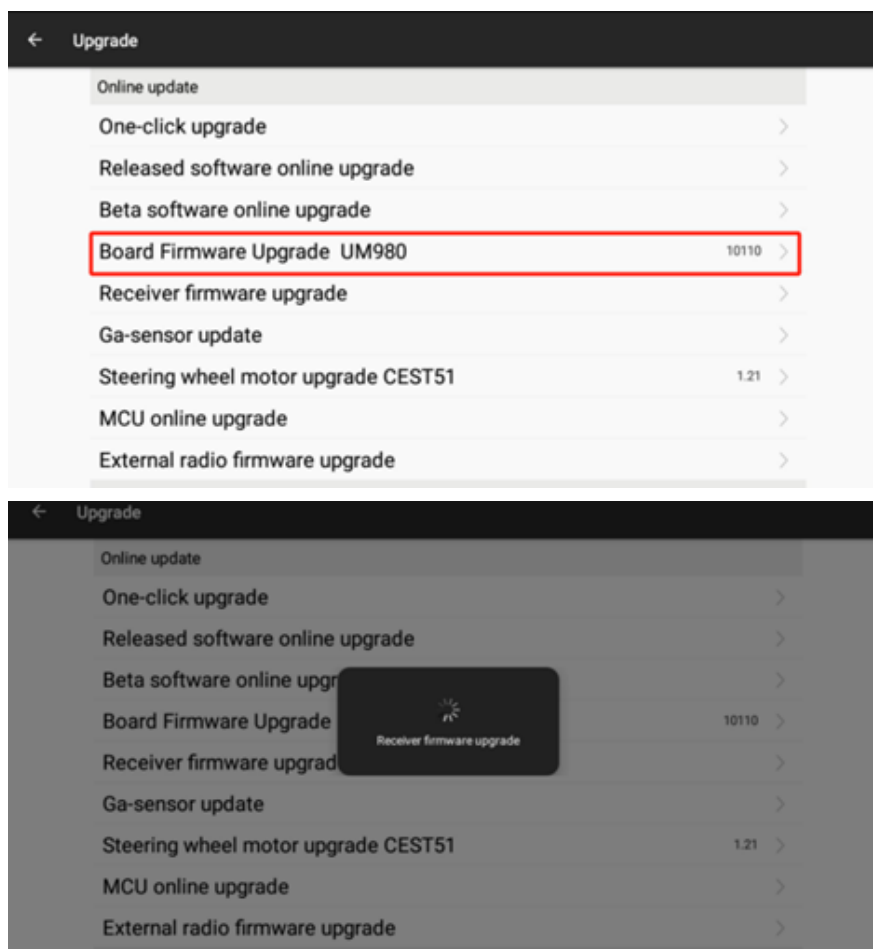 Upgrade
Online update
One-click upgrade
Released software online upgrade
Beta software online upgrade
Board Firmware Upgrade UM980 10110
Receiver firmware upgrade
Ga-sensor update
Steering wheel motor upgrade CEST51 1.21
MCU online upgrade
External radio firmware upgrade
Upgrade
Online update
One-click upgrade
Released software online upgrade
Beta software online upgr
Board Firmware Upgrade 10110
Receiver firmware upgrade
Receiver firmware upgrad
Ga-sensor update
Steering wheel motor upgrade CEST51 1.21
MCU online upgrade
External radio firmware upgrade